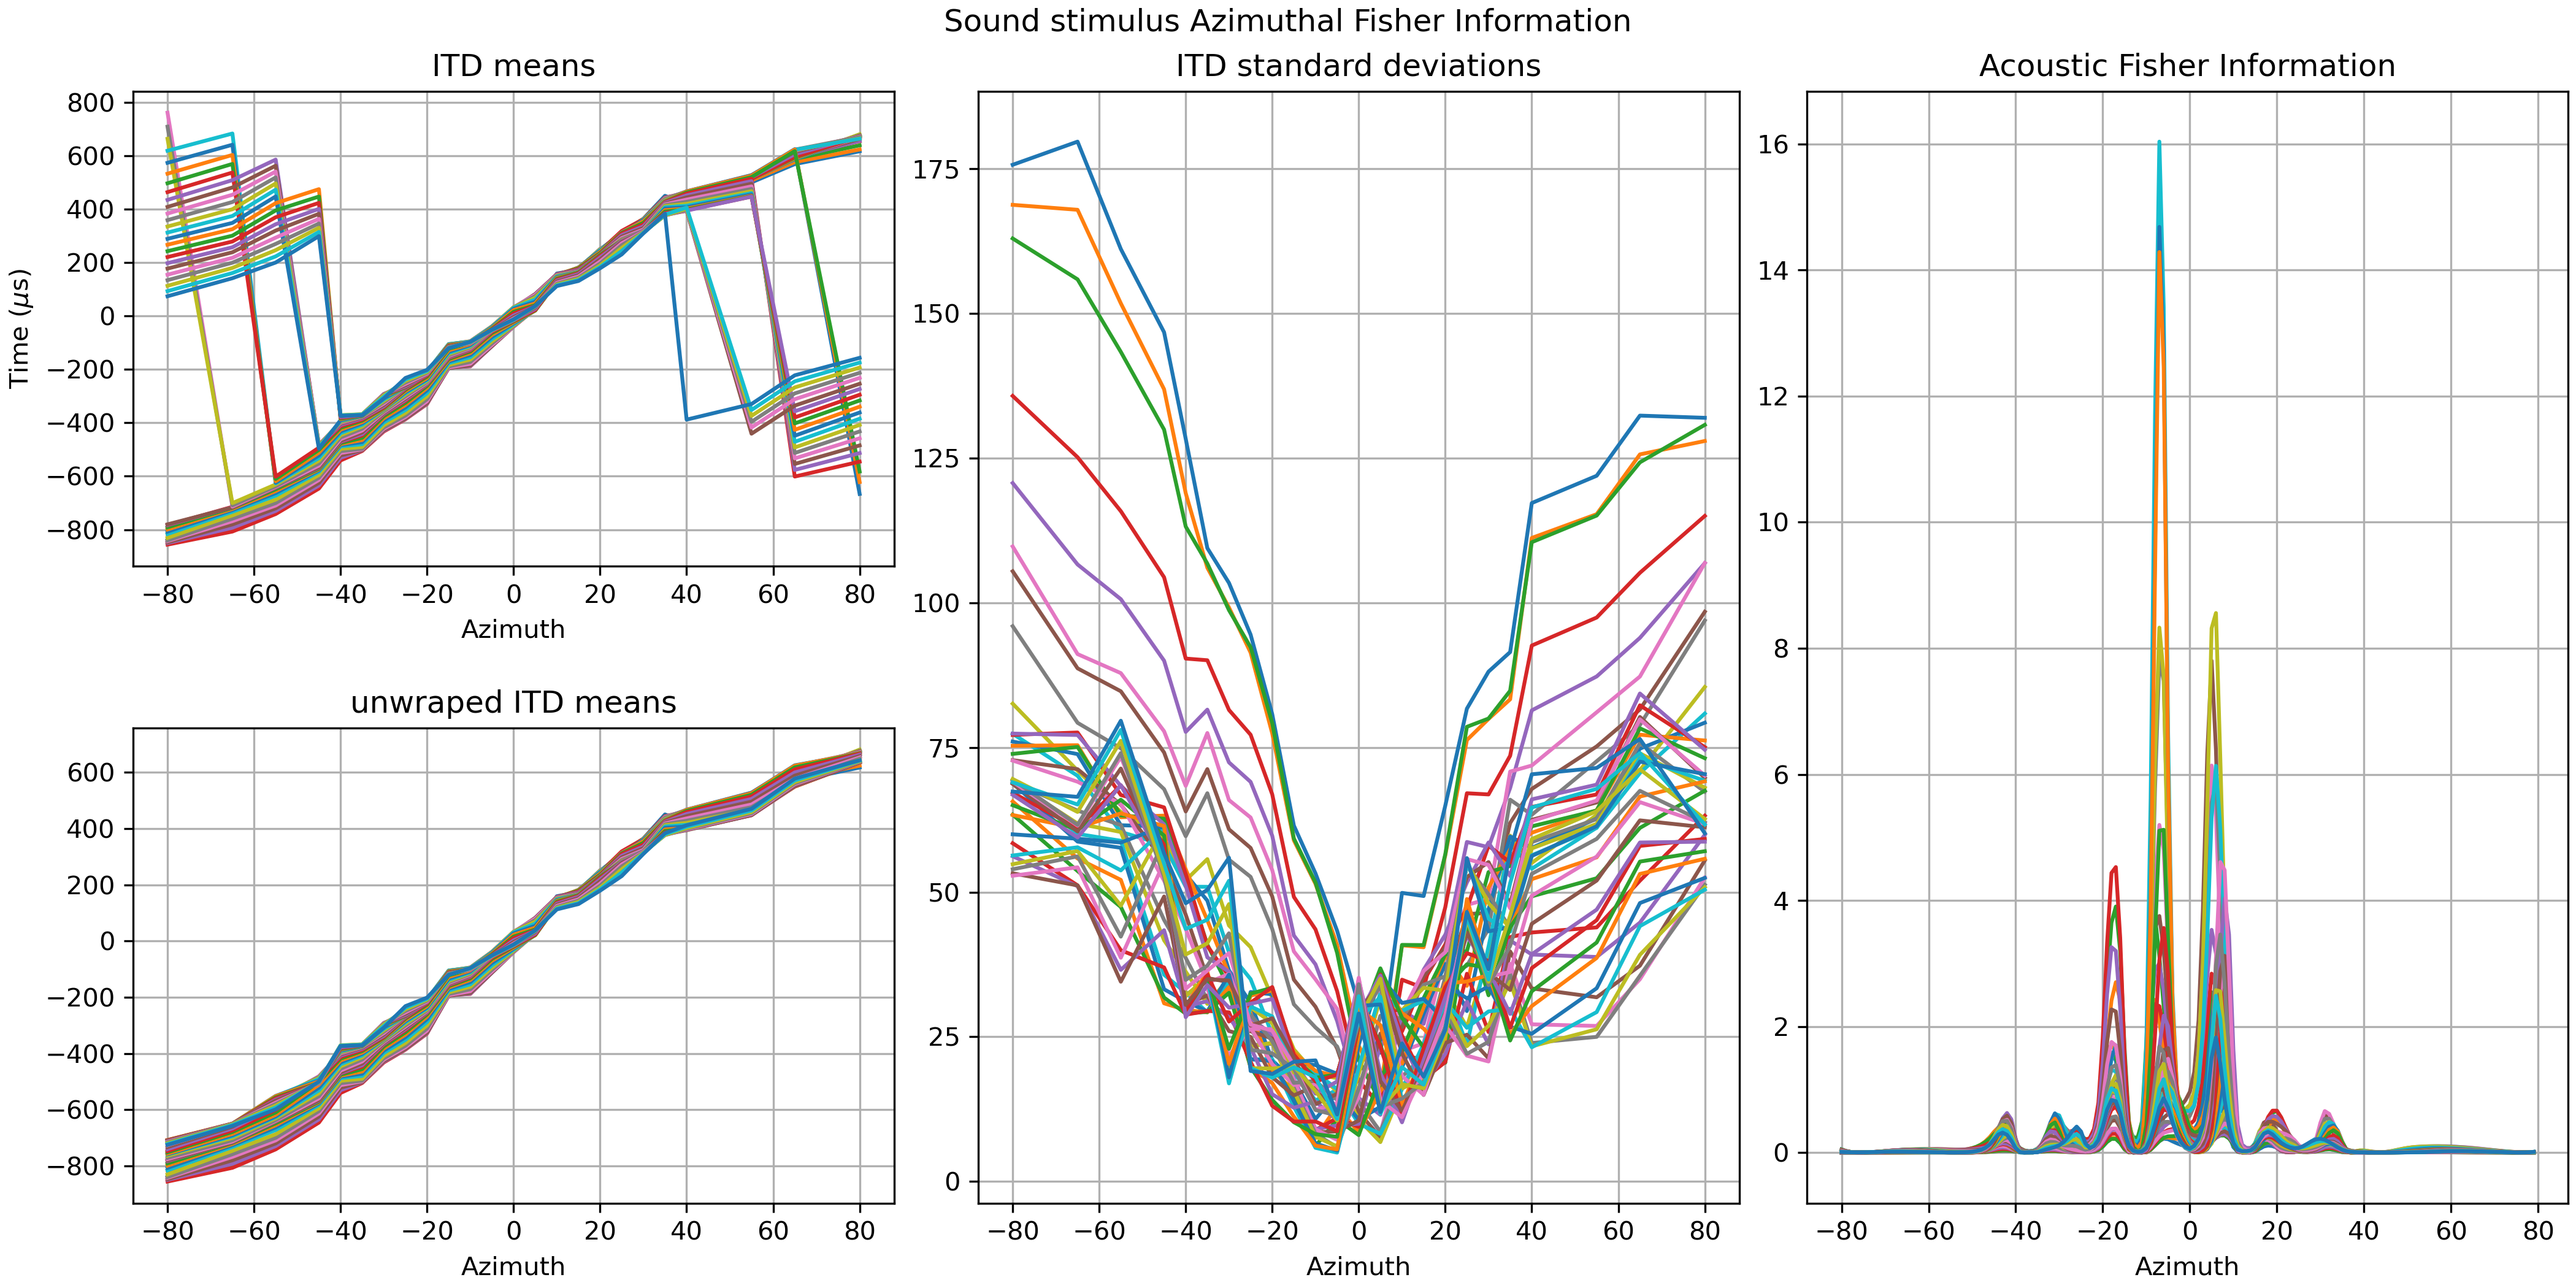 Sound stimulus Azimuthal Fisher Information
ITD means
800
600
400
200
0
−200
−400
−600
−800
Time (μs)
−80 −60 −40 −20 0 20 40 60 80
Azimuth
unwraped ITD means
600
400
200
0
−200
−400
−600
−800
−80 −60 −40 −20 0 20 40 60 80
Azimuth
ITD standard deviations
175
150
125
100
75
50
25
0
−80 −60 −40 −20 0 20 40 60 80
Azimuth
Acoustic Fisher Information
16
14
12
10
8
6
4
2
0
−80 −60 −40 −20 0 20 40 60 80
Azimuth